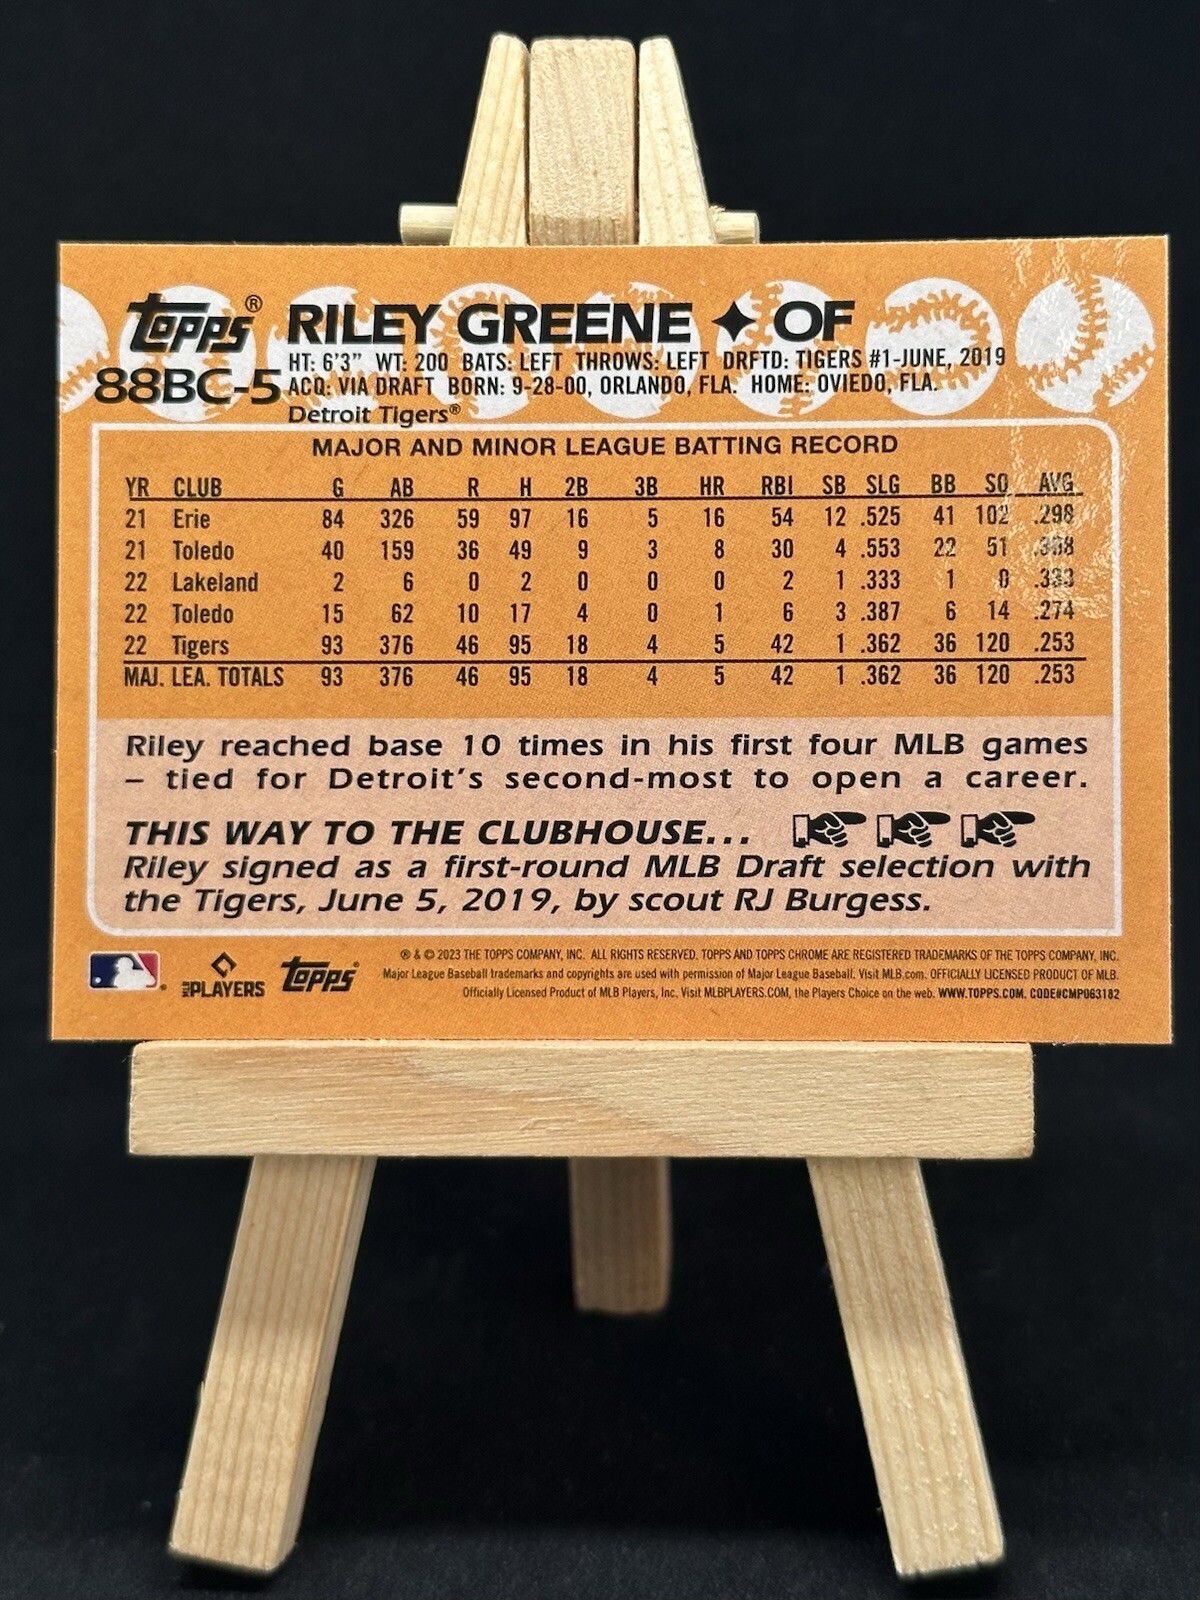 Topps® RILEY GREENE ✦ OF
88BC-5
HT: 6'3" WT: 200 BATS: LEFT THROWS: LEFT DRFTD: TIGERS #1-JUNE, 2019
ACQ: VIA DRAFT BORN: 9-28-00, ORLANDO, FLA. HOME: OVIEDO, FLA.
Detroit Tigers®
MAJOR AND MINOR LEAGUE BATTING RECORD
YR CLUB G AB R H 2B 3B HR RBI SB SLG BB SO AVG
21 Erie 84 326 59 97 16 5 16 54 12 .525 41 102 .298
21 Toledo 40 159 36 49 9 3 8 30 4 .553 22 51 .308
22 Lakeland 2 6 0 2 0 0 0 2 1 .333 1 0 .333
22 Toledo 15 62 10 17 4 0 1 6 3 .387 6 14 .274
22 Tigers 93 376 46 95 18 4 5 42 1 .362 36 120 .253
MAJ. LEA. TOTALS 93 376 46 95 18 4 5 42 1 .362 36 120 .253
Riley reached base 10 times in his first four MLB games
– tied for Detroit's second-most to open a career.
THIS WAY TO THE CLUBHOUSE...
Riley signed as a first-round MLB Draft selection with
the Tigers, June 5, 2019, by scout RJ Burgess.
MLB PLAYERS Topps®
® & © 2023 THE TOPPS COMPANY, INC. ALL RIGHTS RESERVED. TOPPS AND TOPPS CHROME ARE REGISTERED TRADEMARKS OF THE TOPPS COMPANY, INC.
Major League Baseball trademarks and copyrights are used with permission of Major League Baseball. Visit MLB.com. OFFICIALLY LICENSED PRODUCT OF MLB.
Officially Licensed Product of MLB Players, Inc. Visit MLBPLAYERS.COM, the Players Choice on the web. WWW.TOPPS.COM. CODE#CMP063182